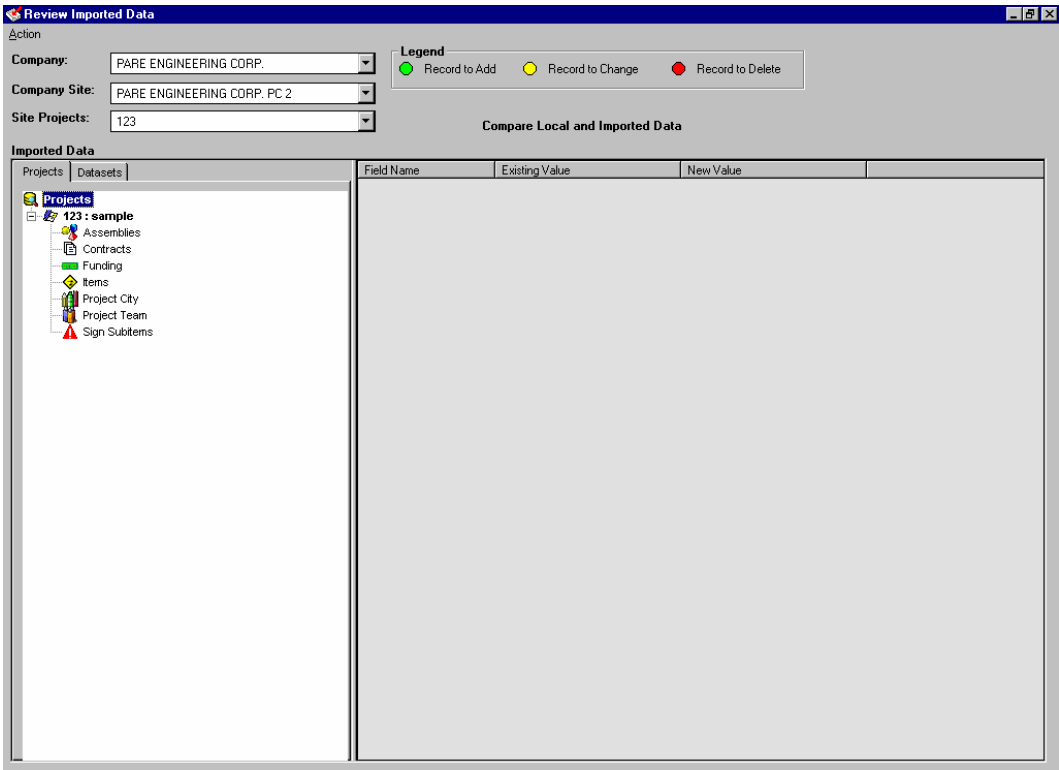 Review Imported Data
Action
Company: PARE ENGINEERING CORP.
Company Site: PARE ENGINEERING CORP. PC 2
Site Projects: 123
Legend
Record to Add Record to Change Record to Delete
Compare Local and Imported Data
Imported Data
Projects Datasets
Field Name Existing Value New Value
Projects
123 : sample
Assemblies
Contracts
Funding
Items
Project City
Project Team
Sign Subitems